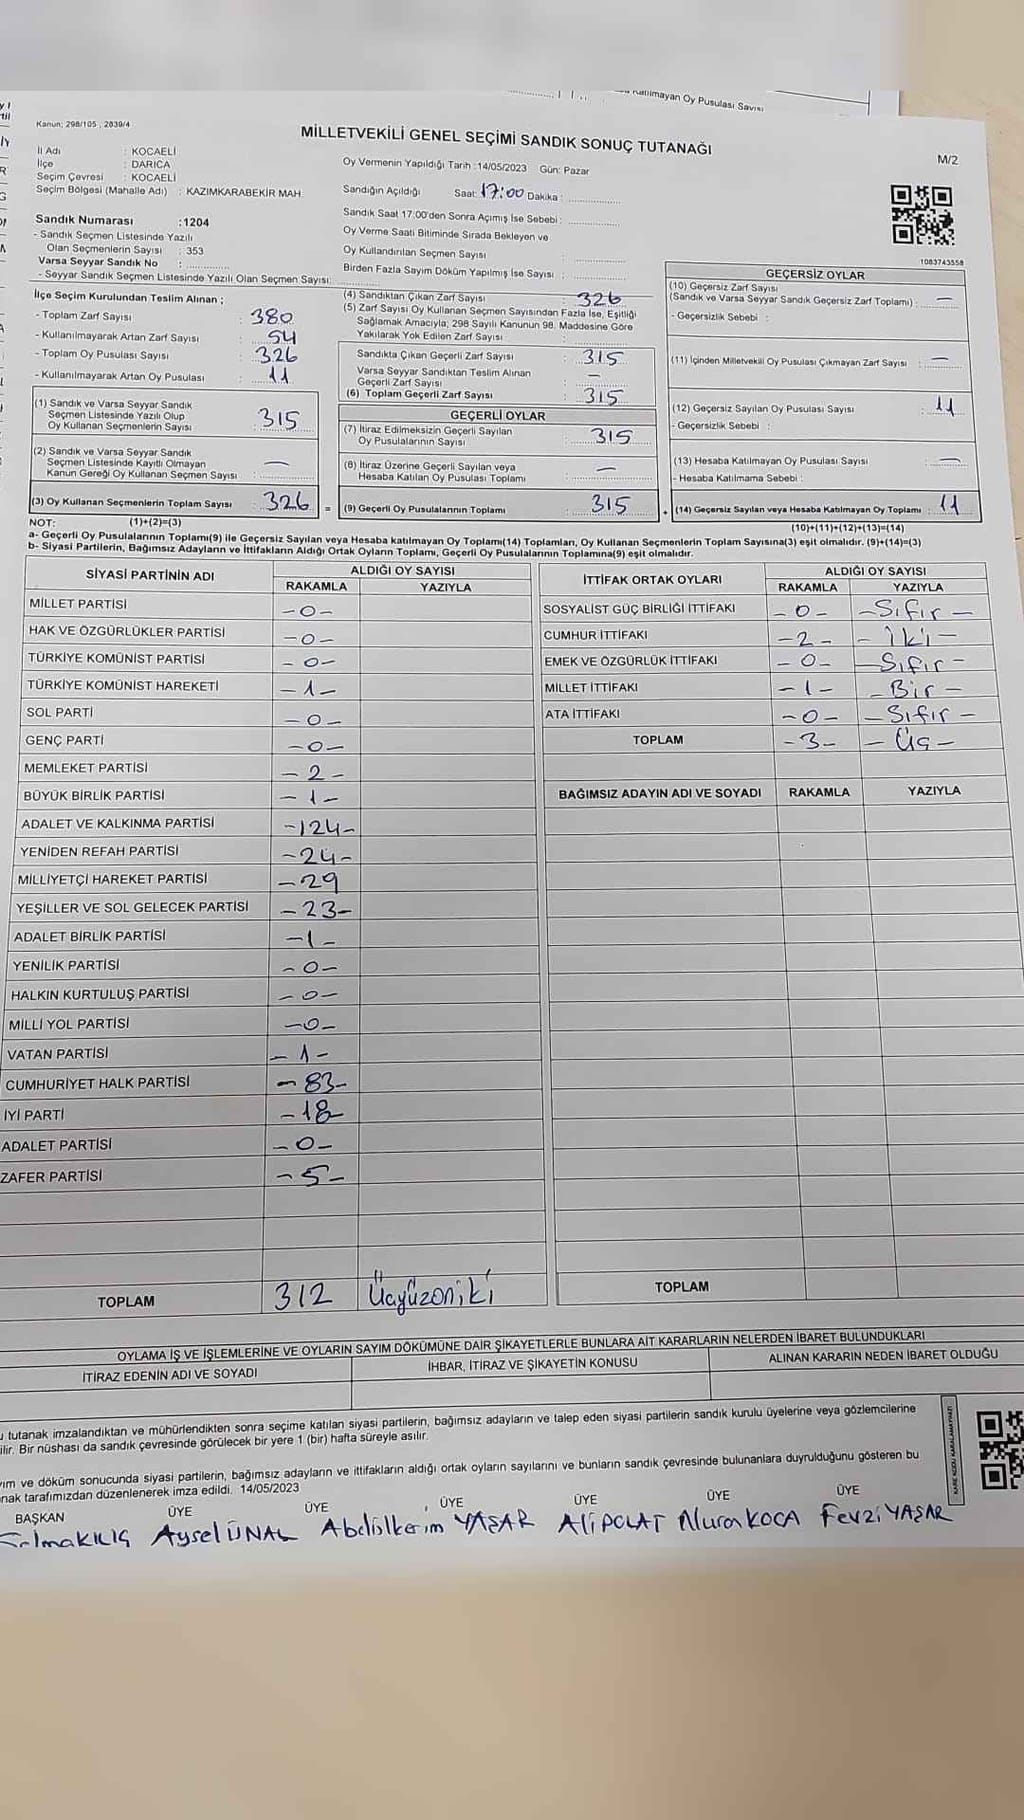 Katılmayan Oy Pusulası Sayısı
Kanun; 298/105 , 2839/4
MİLLETVEKİLİ GENEL SEÇİMİ SANDIK SONUÇ TUTANAĞI
M/2
İl Adı : KOCAELİ
İlçe : DARICA
Seçim Çevresi : KOCAELİ
Seçim Bölgesi (Mahalle Adı) : KAZIMKARABEKİR MAH.
Oy Vermenin Yapıldığı Tarih :14/05/2023 Gün: Pazar
Sandığın Açıldığı Saat: 17:00 Dakika :
Sandık Saat 17:00'den Sonra Açımış İse Sebebi :
Oy Verme Saati Bitiminde Sırada Bekleyen ve
Oy Kullandırılan Seçmen Sayısı :
Birden Fazla Sayım Döküm Yapılmış İse Sayısı :
Sandık Numarası :1204
- Sandık Seçmen Listesinde Yazılı
Olan Seçmenlerin Sayısı : 353
Varsa Seyyar Sandık No :
- Seyyar Sandık Seçmen Listesinde Yazılı Olan Seçmen Sayısı:
1083743558
İlçe Seçim Kurulundan Teslim Alınan ;
- Toplam Zarf Sayısı : 380
- Kullanılmayarak Artan Zarf Sayısı : 54
- Toplam Oy Pusulası Sayısı : 326
- Kullanılmayarak Artan Oy Pusulası : 11
(1) Sandık ve Varsa Seyyar Sandık
Seçmen Listesinde Yazılı Olup
Oy Kullanan Seçmenlerin Sayısı : 315
(2) Sandık ve Varsa Seyyar Sandık
Seçmen Listesinde Kayıtlı Olmayan
Kanun Gereği Oy Kullanan Seçmen Sayısı : —
(3) Oy Kullanan Seçmenlerin Toplam Sayısı : 326 =
(1)+(2)=(3)
(4) Sandıktan Çıkan Zarf Sayısı : 326
(5) Zarf Sayısı Oy Kullanan Seçmen Sayısından Fazla İse, Eşitliği
Sağlamak Amacıyla; 298 Sayılı Kanunun 98. Maddesine Göre
Yakılarak Yok Edilen Zarf Sayısı :
Sandıkta Çıkan Geçerli Zarf Sayısı : 315
Varsa Seyyar Sandıktan Teslim Alınan
Geçerli Zarf Sayısı : —
(6) Toplam Geçerli Zarf Sayısı : 315
GEÇERLİ OYLAR
(7) İtiraz Edilmeksizin Geçerli Sayılan
Oy Pusulalarının Sayısı : 315
(8) İtiraz Üzerine Geçerli Sayılan veya
Hesaba Katılan Oy Pusulası Toplamı : —
(9) Geçerli Oy Pusulalarının Toplamı : 315 +
GEÇERSİZ OYLAR
(10) Geçersiz Zarf Sayısı
(Sandık ve Varsa Seyyar Sandık Geçersiz Zarf Toplamı) : —
- Geçersizlik Sebebi :
(11) İçinden Milletvekili Oy Pusulası Çıkmayan Zarf Sayısı : —
(12) Geçersiz Sayılan Oy Pusulası Sayısı : 11
- Geçersizlik Sebebi :
(13) Hesaba Katılmayan Oy Pusulası Sayısı : —
- Hesaba Katılmama Sebebi :
(14) Geçersiz Sayılan veya Hesaba Katılmayan Oy Toplamı : 11
(10)+(11)+(12)+(13)=(14)
NOT:
a- Geçerli Oy Pusulalarının Toplamı(9) ile Geçersiz Sayılan veya Hesaba katılmayan Oy Toplamı(14) Toplamları, Oy Kullanan Seçmenlerin Toplam Sayısına(3) eşit olmalıdır. (9)+(14)=(3)
b- Siyasi Partilerin, Bağımsız Adayların ve İttifakların Aldığı Ortak Oyların Toplamı, Geçerli Oy Pusulalarının Toplamına(9) eşit olmalıdır.
SİYASİ PARTİNİN ADI ALDIĞI OY SAYISI
RAKAMLA YAZIYLA
MİLLET PARTİSİ -0-
HAK VE ÖZGÜRLÜKLER PARTİSİ -0-
TÜRKİYE KOMÜNİST PARTİSİ -0-
TÜRKİYE KOMÜNİST HAREKETİ -1-
SOL PARTİ -0-
GENÇ PARTİ -0-
MEMLEKET PARTİSİ -2-
BÜYÜK BİRLİK PARTİSİ -1-
ADALET VE KALKINMA PARTİSİ -124-
YENİDEN REFAH PARTİSİ -24-
MİLLİYETÇİ HAREKET PARTİSİ -29
YEŞİLLER VE SOL GELECEK PARTİSİ -23-
ADALET BİRLİK PARTİSİ -1-
YENİLİK PARTİSİ -0-
HALKIN KURTULUŞ PARTİSİ -0-
MİLLİ YOL PARTİSİ -0-
VATAN PARTİSİ -1-
CUMHURİYET HALK PARTİSİ -83-
İYİ PARTİ -18-
ADALET PARTİSİ -0-
ZAFER PARTİSİ -5-
TOPLAM 312 Üçyüzoniki
İTTİFAK ORTAK OYLARI ALDIĞI OY SAYISI
RAKAMLA YAZIYLA
SOSYALİST GÜÇ BİRLİĞİ İTTİFAKI -0- -Sıfır-
CUMHUR İTTİFAKI -2- -İki-
EMEK VE ÖZGÜRLÜK İTTİFAKI -0- -Sıfır-
MİLLET İTTİFAKI -1- -Bir-
ATA İTTİFAKI -0- -Sıfır-
TOPLAM -3- -Üç-
BAĞIMSIZ ADAYIN ADI VE SOYADI RAKAMLA YAZIYLA
TOPLAM
OYLAMA İŞ VE İŞLEMLERİNE VE OYLARIN SAYIM DÖKÜMÜNE DAİR ŞİKAYETLERLE BUNLARA AİT KARARLARIN NELERDEN İBARET BULUNDUKLARI
İTİRAZ EDENİN ADI VE SOYADI İHBAR, İTİRAZ VE ŞİKAYETİN KONUSU ALINAN KARARIN NEDEN İBARET OLDUĞU
u tutanak imzalandıktan ve mühürlendikten sonra seçime katılan siyasi partilerin, bağımsız adayların ve talep eden siyasi partilerin sandık kurulu üyelerine veya gözlemcilerine
ilir. Bir nüshası da sandık çevresinde görülecek bir yere 1 (bir) hafta süreyle asılır.
yım ve döküm sonucunda siyasi partilerin, bağımsız adayların ve ittifakların aldığı ortak oyların sayılarını ve bunların sandık çevresinde bulunanlara duyrulduğunu gösteren bu
nak tarafımızdan düzenlenerek imza edildi. 14/05/2023
BAŞKAN ÜYE ÜYE ÜYE ÜYE ÜYE ÜYE
Aysel ÜNAL Abdülkerim YAŞAR Ali POLAT Nuran KOCA Fevzi YAŞAR